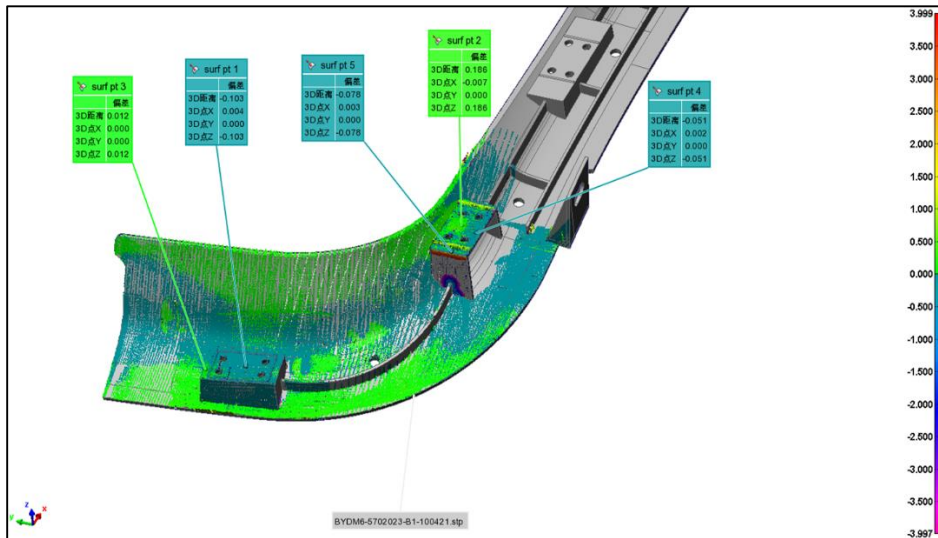 surf pt 3
偏差
3D距离 0.012
3D点X 0.000
3D点Y 0.000
3D点Z 0.012
surf pt 1
偏差
3D距离 -0.103
3D点X 0.004
3D点Y 0.000
3D点Z -0.103
surf pt 5
偏差
3D距离 -0.078
3D点X 0.003
3D点Y 0.000
3D点Z -0.078
surf pt 2
偏差
3D距离 0.186
3D点X -0.007
3D点Y 0.000
3D点Z 0.186
surf pt 4
偏差
3D距离 -0.051
3D点X 0.002
3D点Y 0.000
3D点Z -0.051
3.999
3.500
3.000
2.500
2.000
1.500
1.000
0.500
0.000
-0.500
-1.000
-1.500
-2.000
-2.500
-3.000
-3.500
-3.997
z
x
y
BYDM6-5702023-B1-100421.stp